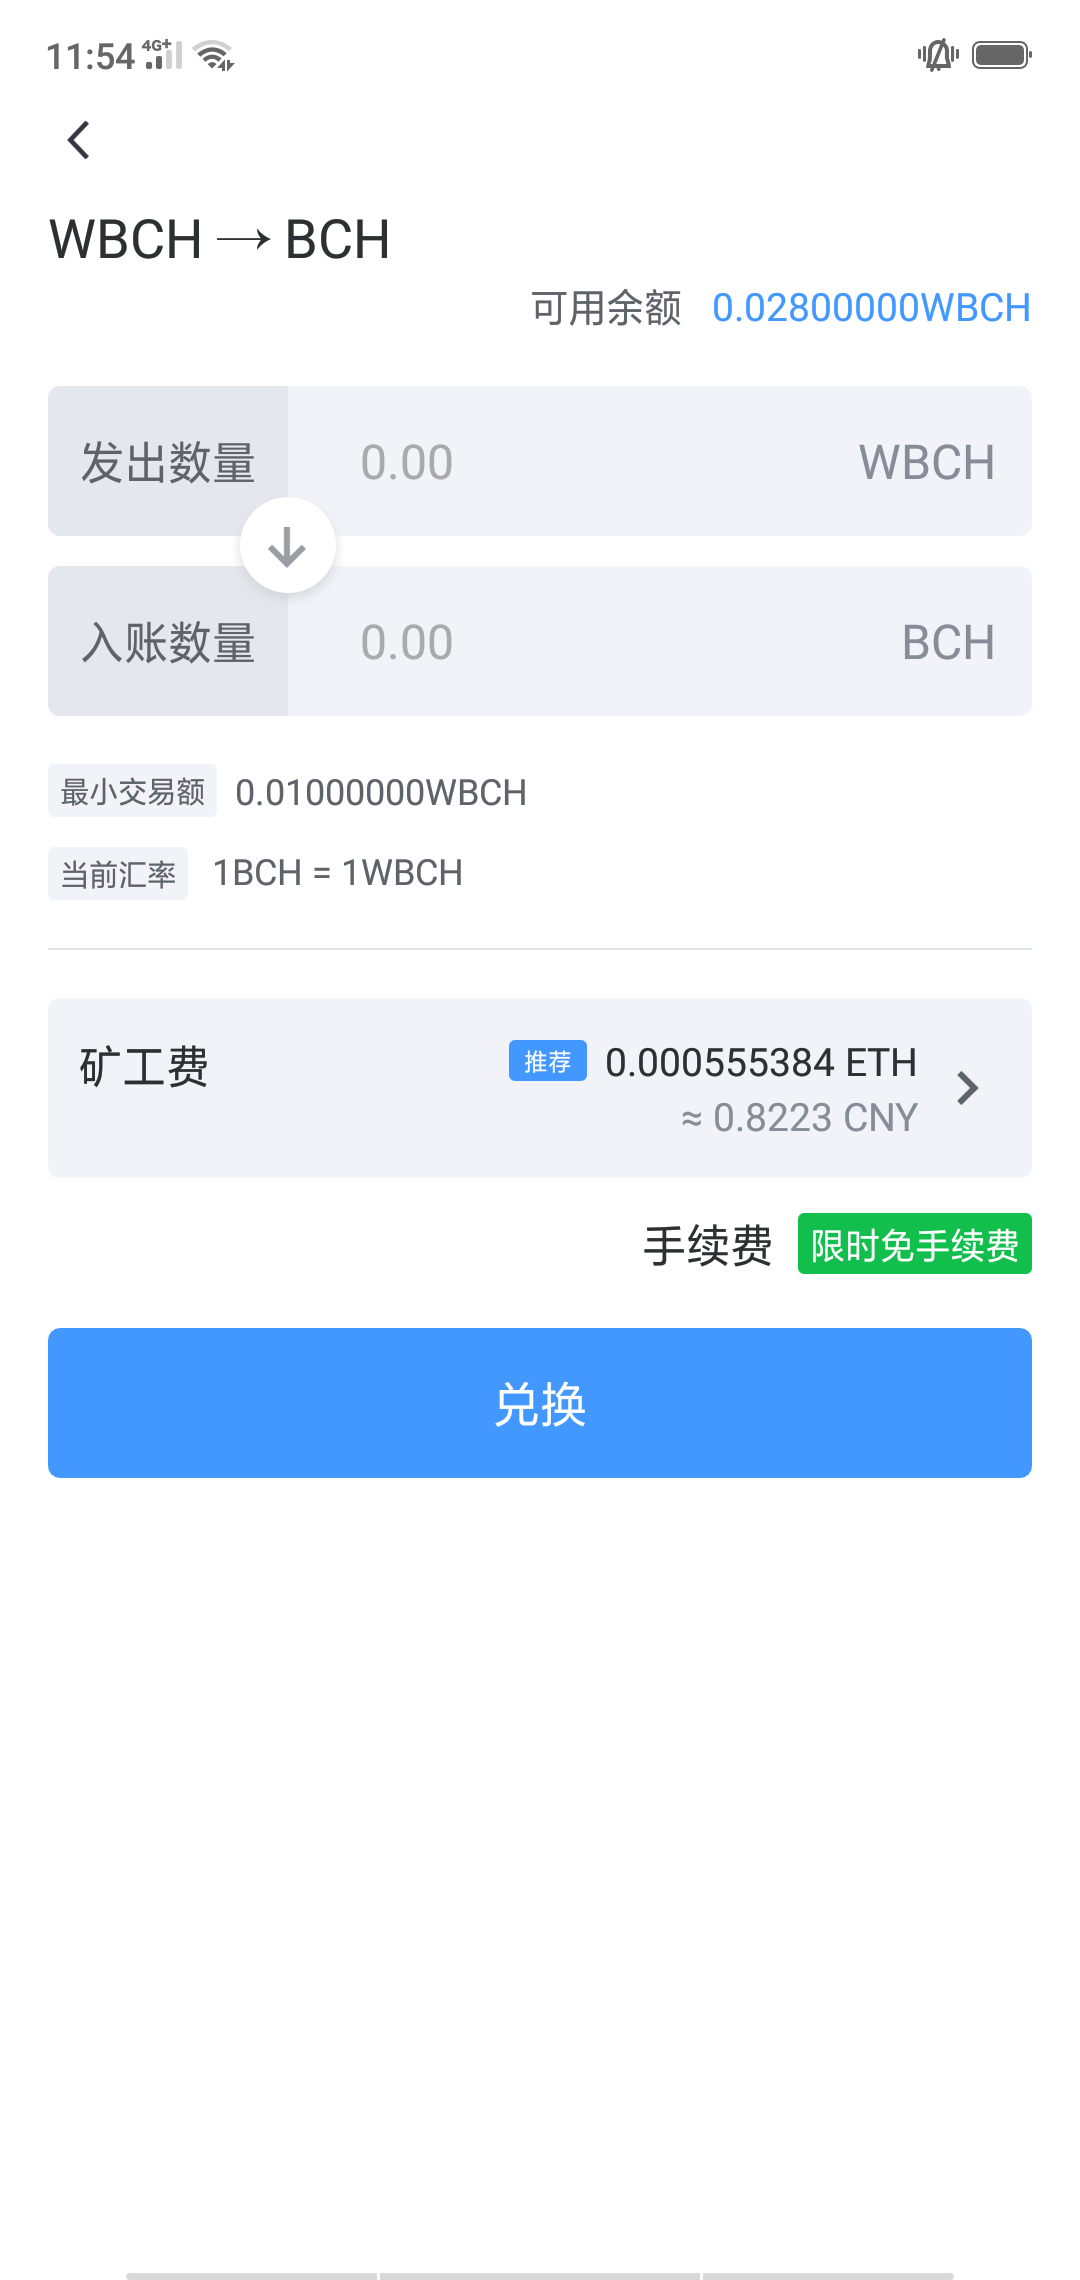 11:54 4G+
WBCH → BCH
可用余额 0.02800000WBCH
发出数量 0.00 WBCH
入账数量 0.00 BCH
最小交易额 0.01000000WBCH
当前汇率 1BCH = 1WBCH
矿工费 推荐 0.000555384 ETH
≈ 0.8223 CNY
手续费 限时免手续费
兑换